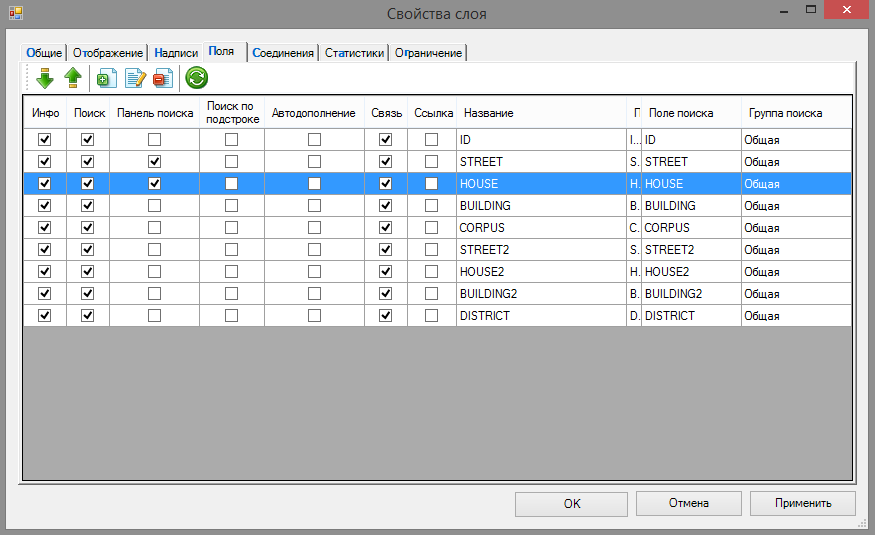 Свойства слоя
Общие Отображение Надписи Поля Соединения Статистики Ограничение
Инфо Поиск Панель поиска Поиск по подстроке Автодополнение Связь Ссылка Название П Поле поиска Группа поиска
ID I... ID Общая
STREET S. STREET Общая
HOUSE H. HOUSE Общая
BUILDING B. BUILDING Общая
CORPUS C. CORPUS Общая
STREET2 S. STREET2 Общая
HOUSE2 H. HOUSE2 Общая
BUILDING2 B. BUILDING2 Общая
DISTRICT D. DISTRICT Общая
OK Отмена Применить